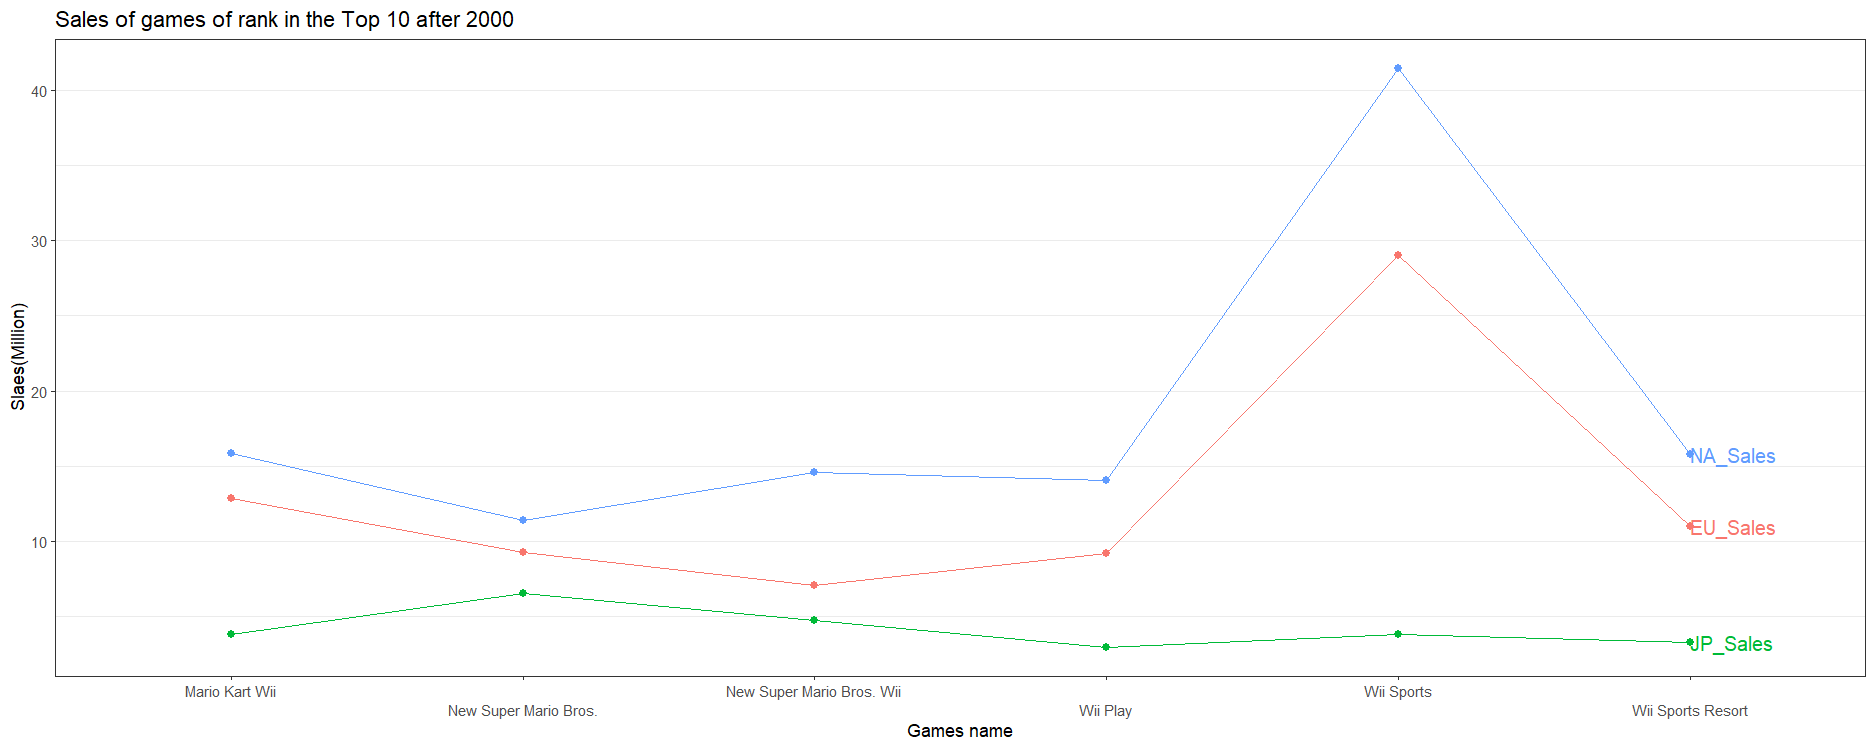 Sales of games of rank in the Top 10 after 2000
Slaes(Million)
40
30
20
10
NA_Sales
EU_Sales
JP_Sales
Mario Kart Wii
New Super Mario Bros.
New Super Mario Bros. Wii
Wii Play
Wii Sports
Wii Sports Resort
Games name